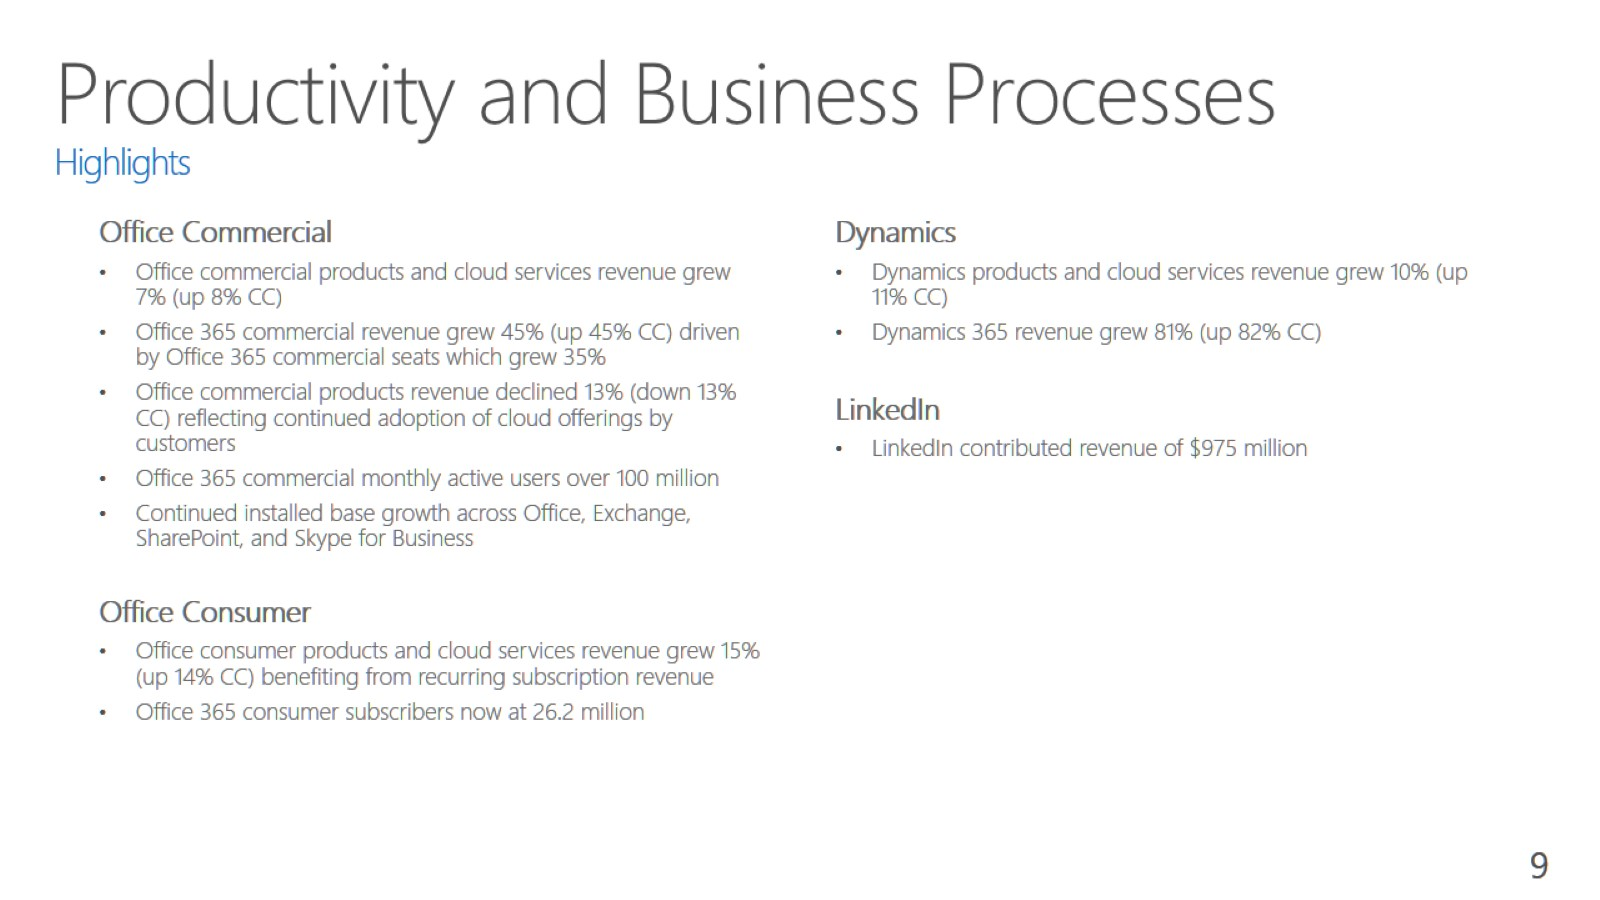 Productivity and Business Processes
Highlights
Office Commercial
• Office commercial products and cloud services revenue grew
7% (up 8% CC)
• Office 365 commercial revenue grew 45% (up 45% CC) driven
by Office 365 commercial seats which grew 35%
• Office commercial products revenue declined 13% (down 13%
CC) reflecting continued adoption of cloud offerings by
customers
• Office 365 commercial monthly active users over 100 million
• Continued installed base growth across Office, Exchange,
SharePoint, and Skype for Business
Office Consumer
• Office consumer products and cloud services revenue grew 15%
(up 14% CC) benefiting from recurring subscription revenue
• Office 365 consumer subscribers now at 26.2 million
Dynamics
• Dynamics products and cloud services revenue grew 10% (up
11% CC)
• Dynamics 365 revenue grew 81% (up 82% CC)
LinkedIn
• LinkedIn contributed revenue of $975 million
9